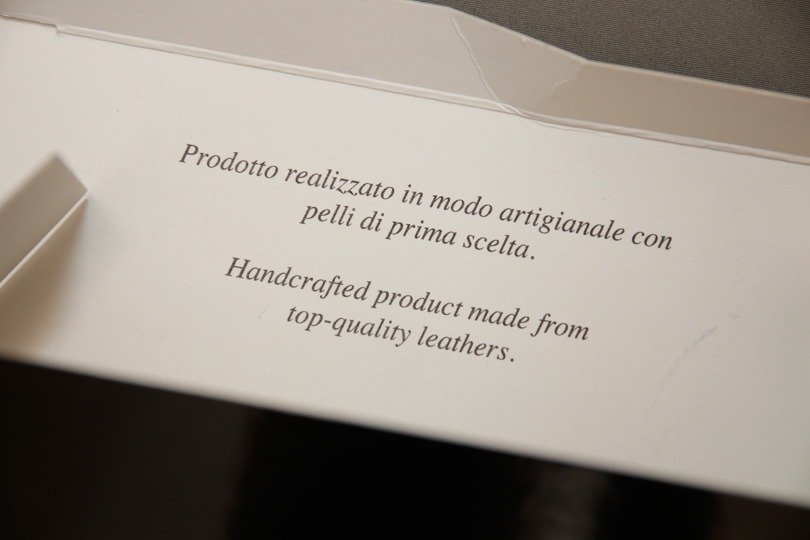 Prodotto realizzato in modo artigianale con
pelli di prima scelta.
Handcrafted product made from
top-quality leathers.